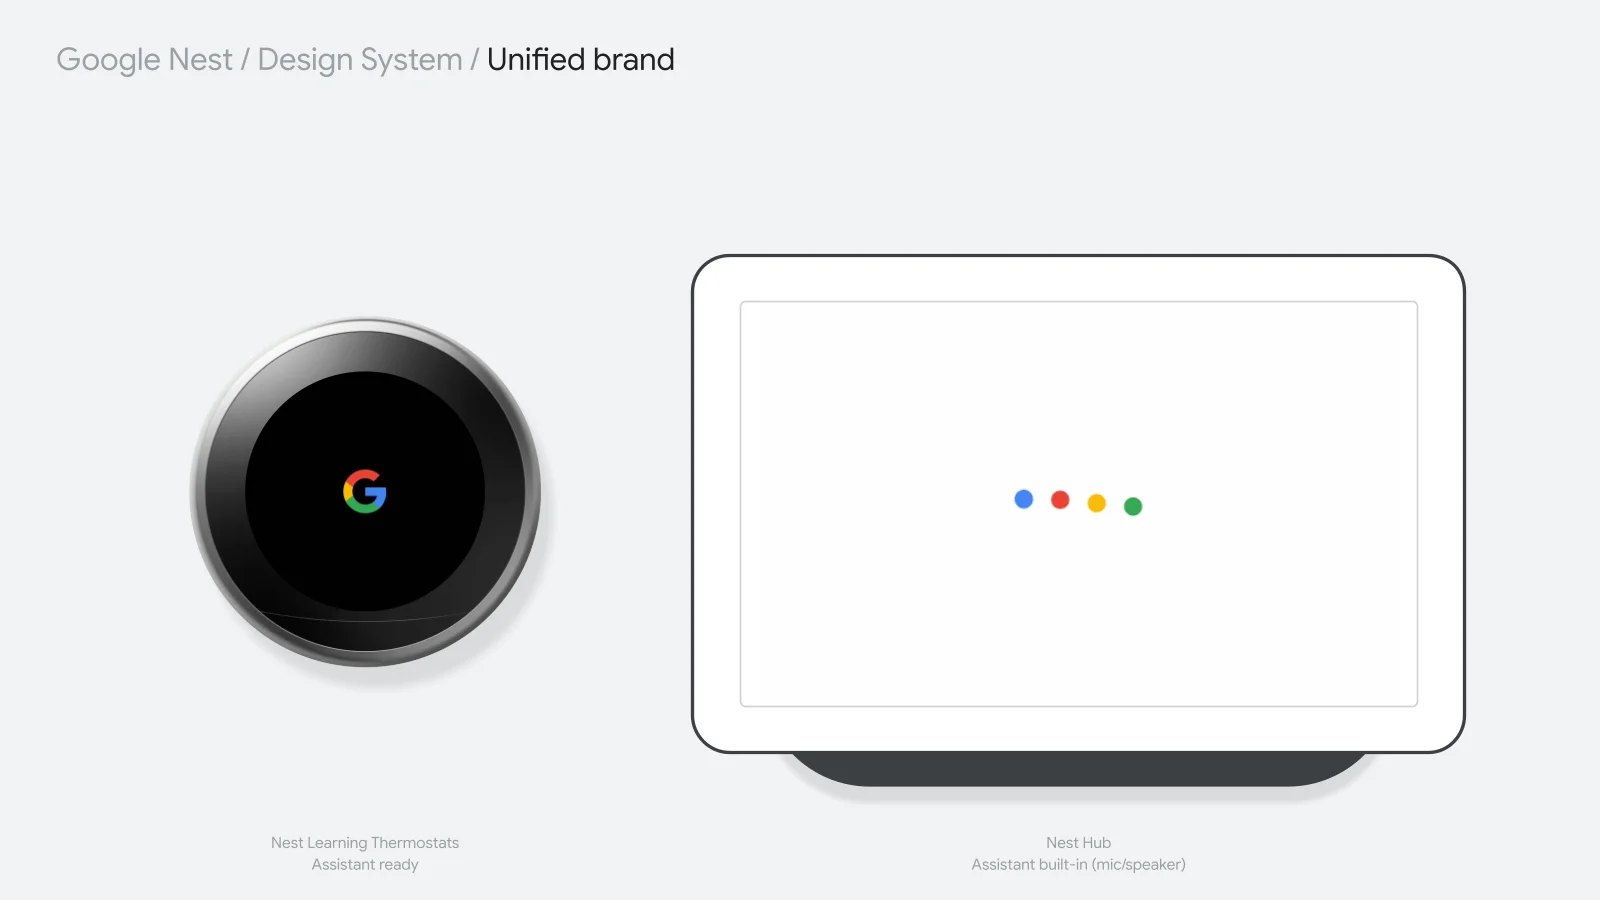 Google Nest / Design System / Unified brand
G
Nest Learning Thermostats
Assistant ready
Nest Hub
Assistant built-in (mic/speaker)